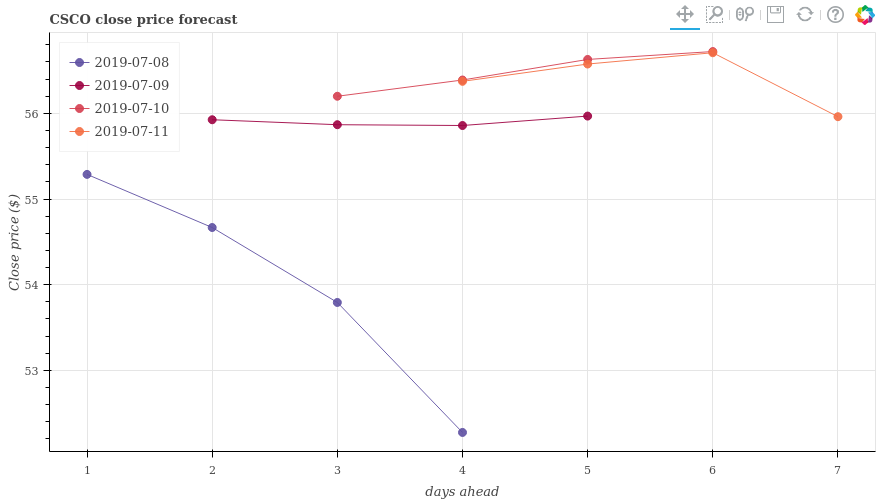 CSCO close price forecast
2019-07-08
2019-07-09
2019-07-10
2019-07-11
56
55
54
53
Close price ($)
1 2 3 4 5 6 7
days ahead